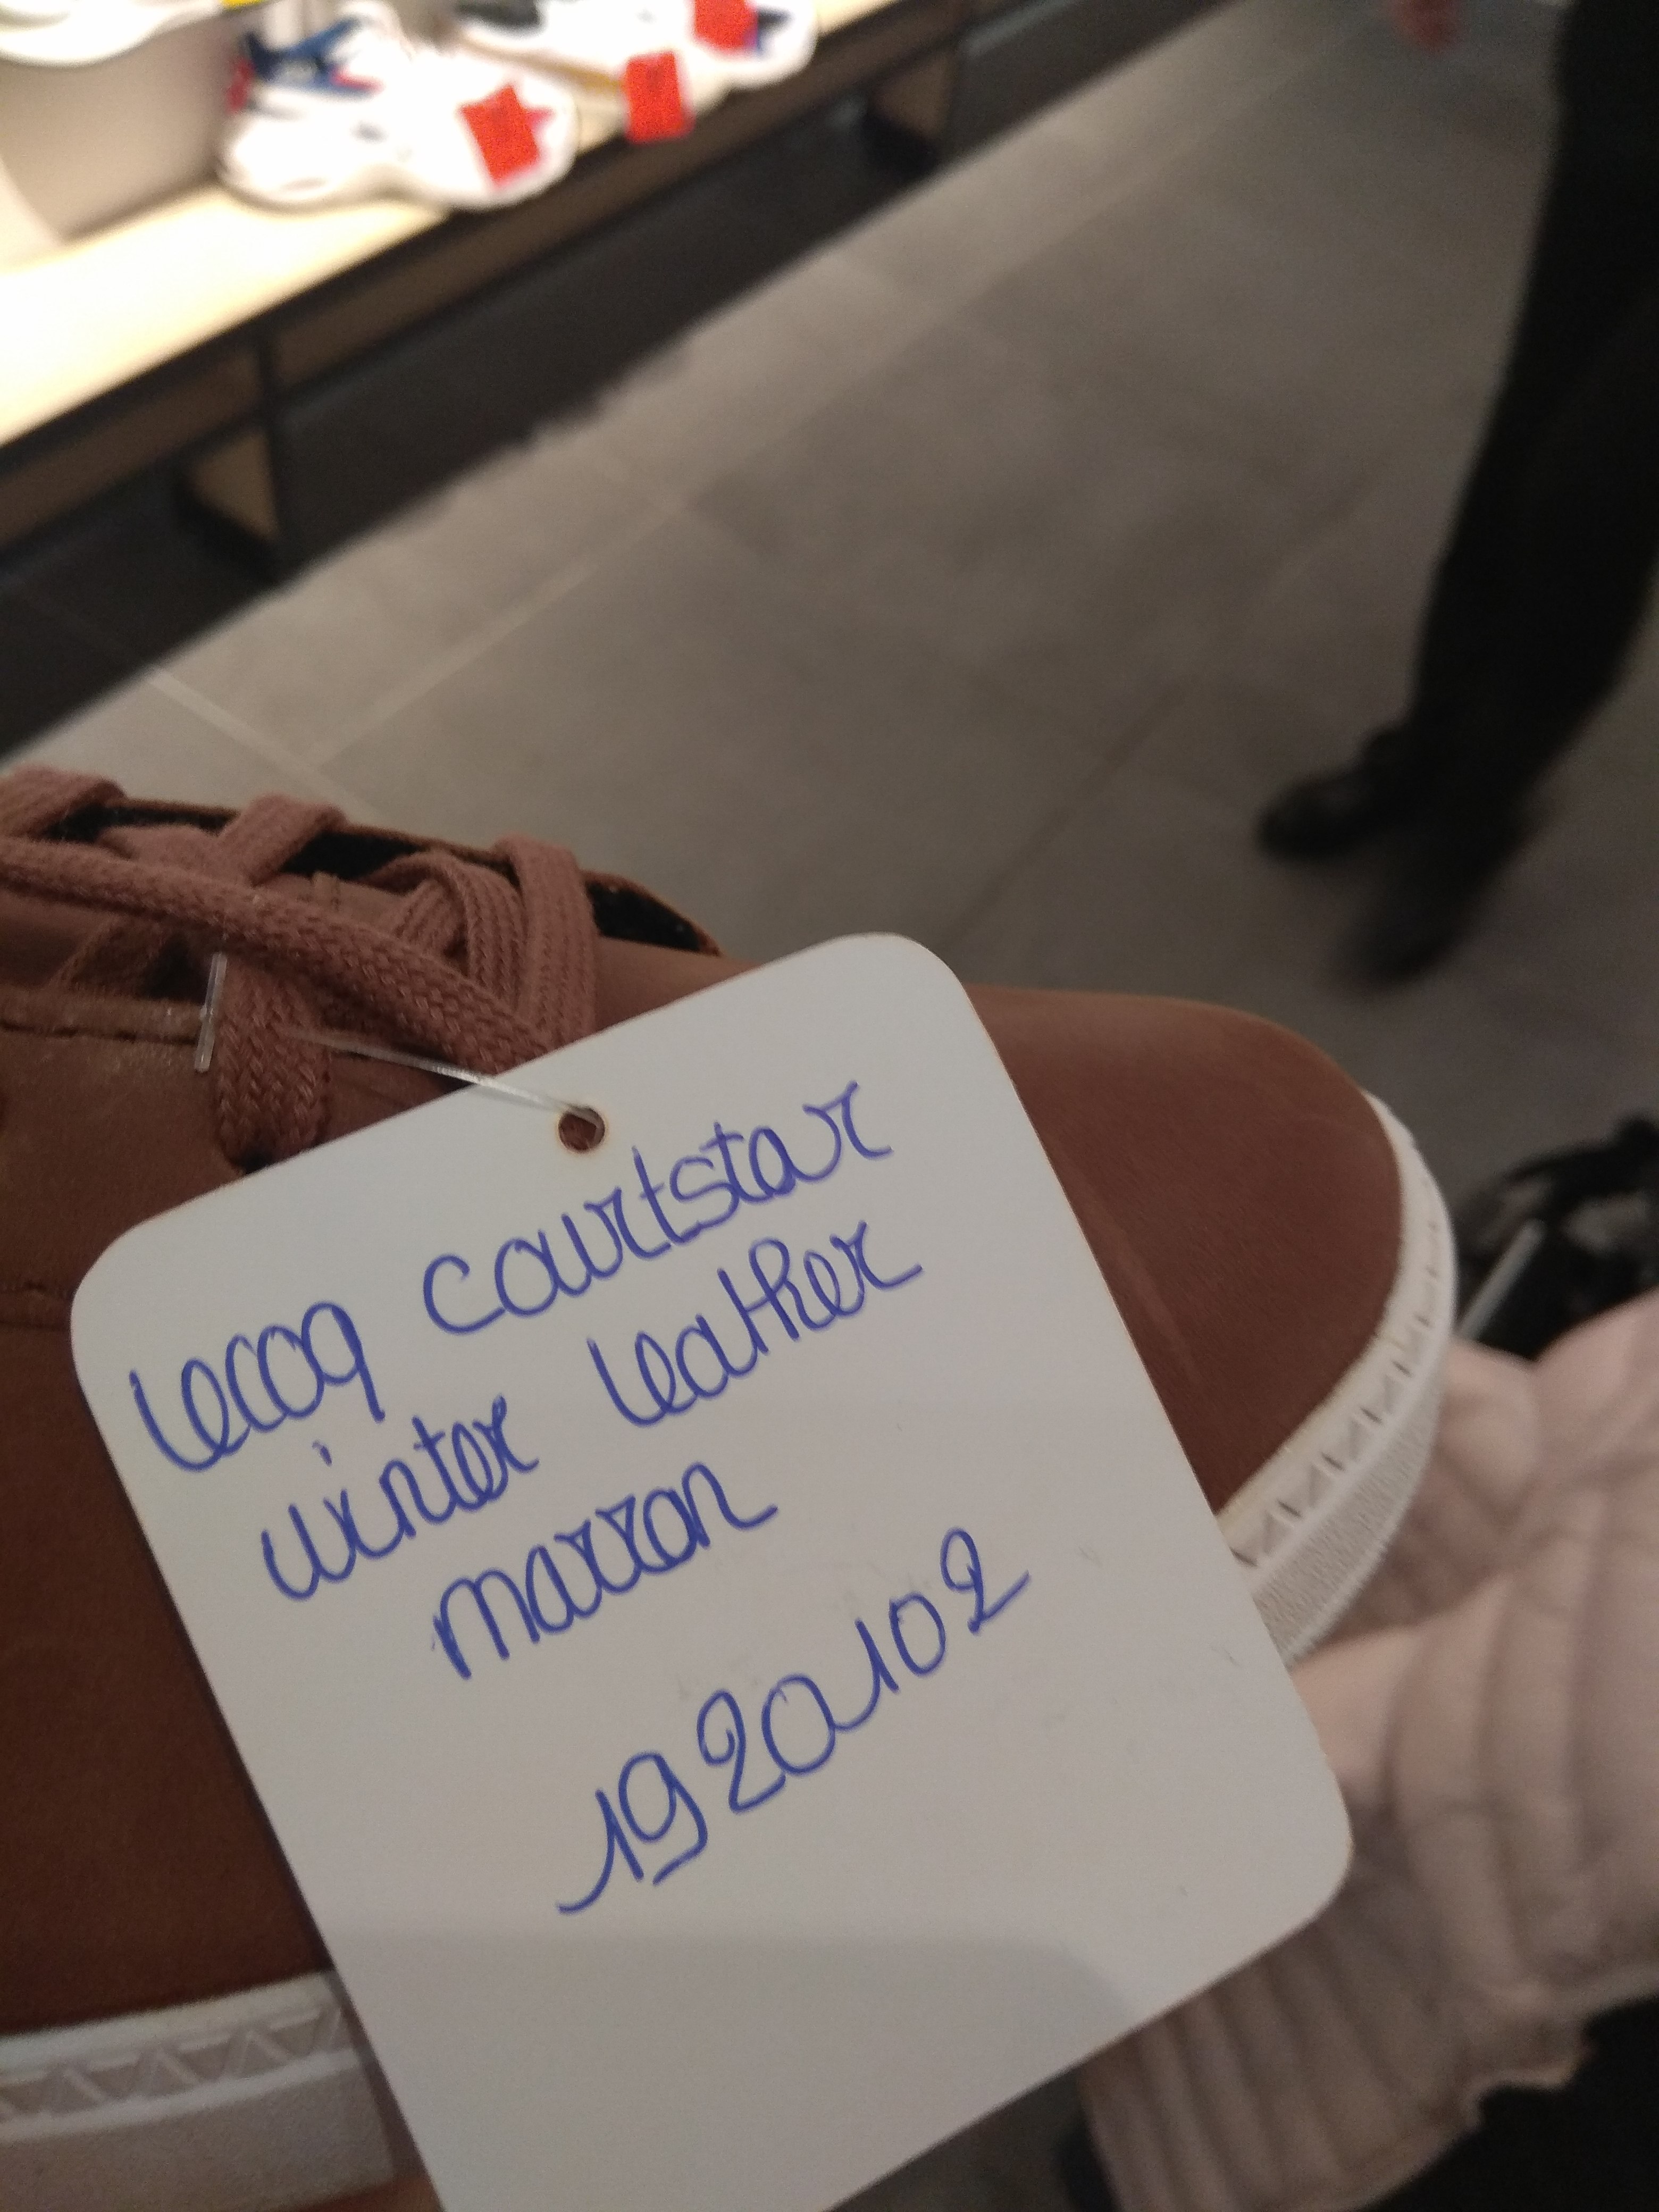 Lecoq courtstar
winter leather
marron
1920102